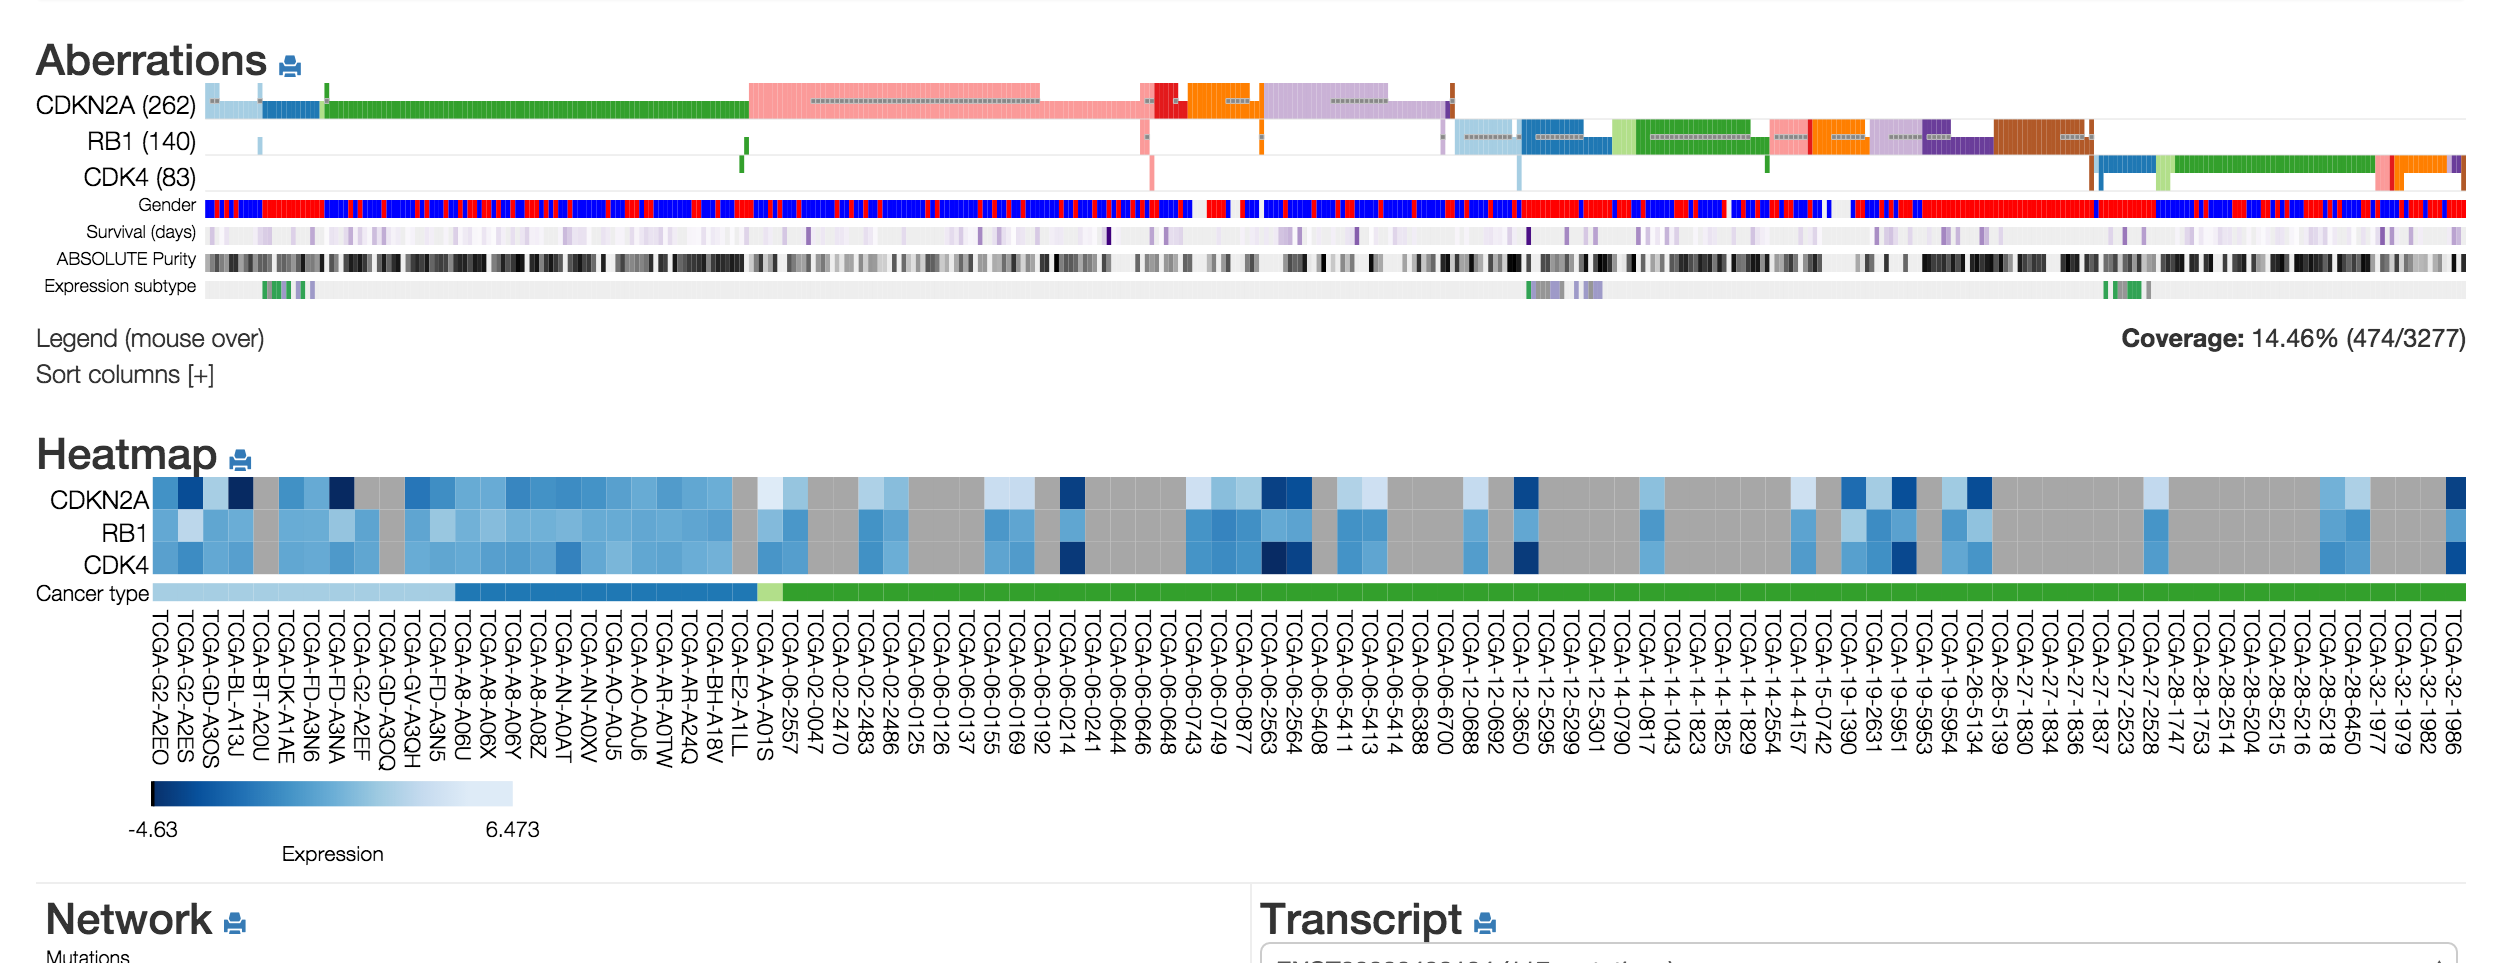 Aberrations
CDKN2A (262)
RB1 (140)
CDK4 (83)
Gender
Survival (days)
ABSOLUTE Purity
Expression subtype
Legend (mouse over)
Coverage: 14.46% (474/3277)
Sort columns [+]
Heatmap
CDKN2A
RB1
CDK4
Cancer type
TCGA-G2-A2EO
TCGA-G2-A2ES
TCGA-GD-A3OS
TCGA-BL-A13J
TCGA-BT-A20U
TCGA-DK-A1AE
TCGA-FD-A3N6
TCGA-FD-A3NA
TCGA-G2-A2EF
TCGA-GD-A3OQ
TCGA-GV-A3QH
TCGA-FD-A3N5
TCGA-A8-A06U
TCGA-A8-A06X
TCGA-A8-A06Y
TCGA-A8-A08Z
TCGA-AN-A0AT
TCGA-AN-A0XV
TCGA-AO-A0J5
TCGA-AO-A0J6
TCGA-AR-A0TW
TCGA-AR-A24Q
TCGA-BH-A18V
TCGA-E2-A1LL
TCGA-AA-A01S
TCGA-06-2557
TCGA-02-0047
TCGA-02-2470
TCGA-02-2483
TCGA-02-2486
TCGA-06-0125
TCGA-06-0126
TCGA-06-0137
TCGA-06-0155
TCGA-06-0169
TCGA-06-0192
TCGA-06-0214
TCGA-06-0241
TCGA-06-0644
TCGA-06-0646
TCGA-06-0648
TCGA-06-0743
TCGA-06-0749
TCGA-06-0877
TCGA-06-2563
TCGA-06-2564
TCGA-06-5408
TCGA-06-5411
TCGA-06-5413
TCGA-06-5414
TCGA-06-6388
TCGA-06-6700
TCGA-12-0688
TCGA-12-0692
TCGA-12-3650
TCGA-12-5295
TCGA-12-5299
TCGA-12-5301
TCGA-14-0790
TCGA-14-0817
TCGA-14-1043
TCGA-14-1823
TCGA-14-1825
TCGA-14-1829
TCGA-14-2554
TCGA-14-4157
TCGA-15-0742
TCGA-19-1390
TCGA-19-2631
TCGA-19-5951
TCGA-19-5953
TCGA-19-5954
TCGA-26-5134
TCGA-26-5139
TCGA-27-1830
TCGA-27-1834
TCGA-27-1836
TCGA-27-1837
TCGA-27-2523
TCGA-27-2528
TCGA-28-1747
TCGA-28-1753
TCGA-28-2514
TCGA-28-5204
TCGA-28-5215
TCGA-28-5216
TCGA-28-5218
TCGA-28-6450
TCGA-32-1977
TCGA-32-1979
TCGA-32-1982
TCGA-32-1986
-4.63
6.473
Expression
Network
Transcript
Mutations